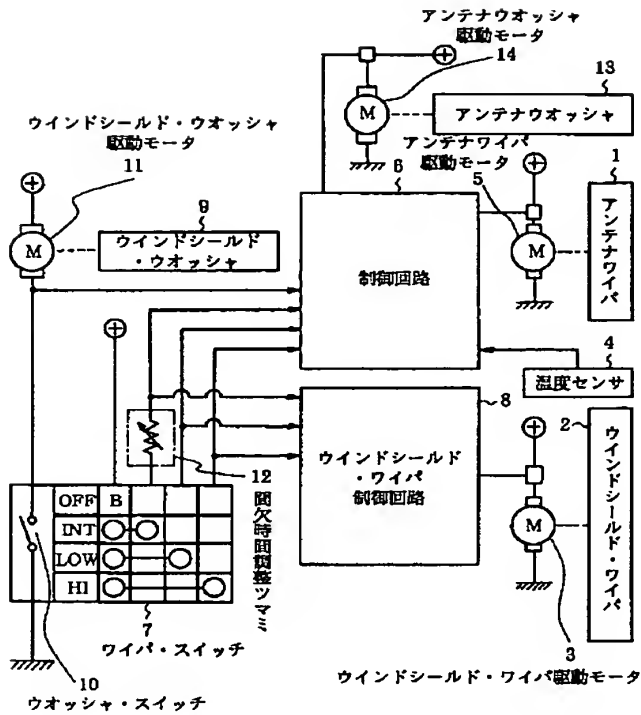 アンテナウオッシャ
駆動モータ
14
13
M
アンテナウオッシャ
ウインドシールド・ウオッシャ
駆動モータ
11
M
9
ウインドシールド
・ウオッシャ
アンテナワイパ
駆動モータ
6
5
M
1
アンテナワイパ
制御回路
4
温度センサ
8
ウインドシールド
・ワイパ
制御回路
2
M
ウインドシールド・ワイパ
3
ウインドシールド・ワイパ駆動モータ
12
間欠時間調整ツマミ
OFF B
INT
LOW
HI
7
ワイパ・スイッチ
10
ウオッシャ・スイッチ